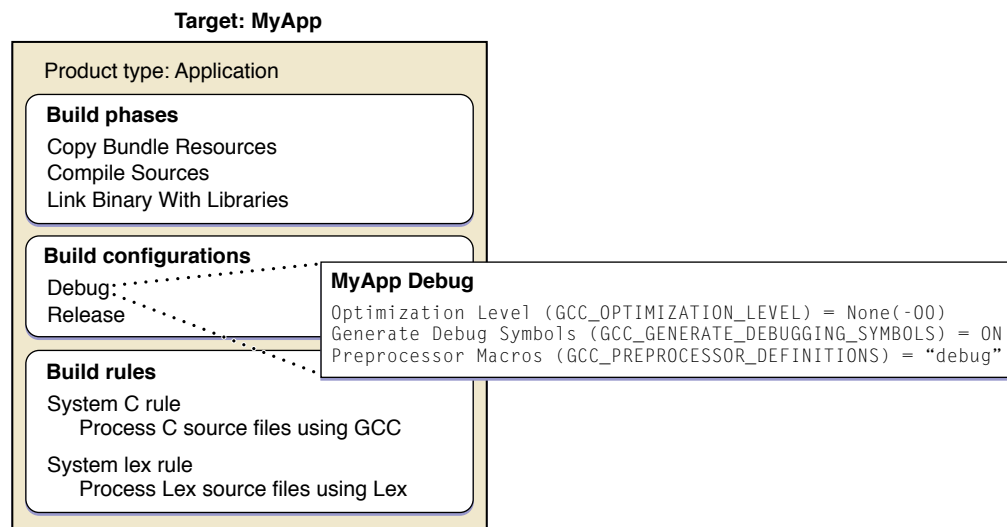 Target: MyApp
Product type: Application
Build phases
Copy Bundle Resources
Compile Sources
Link Binary With Libraries
Build configurations
Debug
Release
MyApp Debug
Optimization Level (GCC_OPTIMIZATION_LEVEL) = None(-O0)
Generate Debug Symbols (GCC_GENERATE_DEBUGGING_SYMBOLS) = ON
Preprocessor Macros (GCC_PREPROCESSOR_DEFINITIONS) = “debug”
Build rules
System C rule
Process C source files using GCC
System lex rule
Process Lex source files using Lex